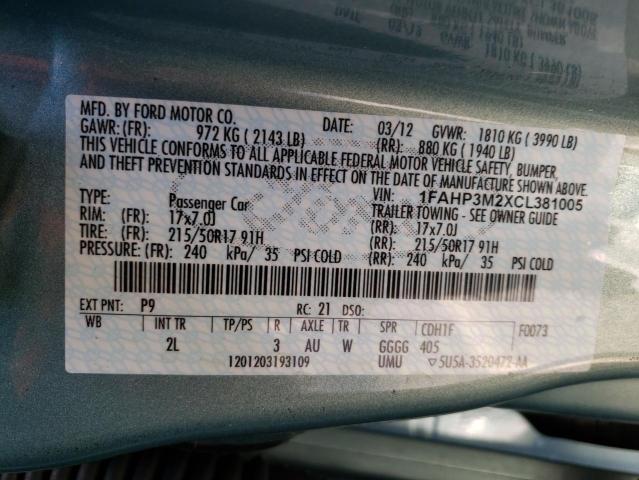 MFD. BY FORD MOTOR CO. DATE: 03/12 GVWR: 1810 KG ( 3990 LB)
GAWR: (FR): 972 KG ( 2143 LB) (RR): 880 KG ( 1940 LB)
THIS VEHICLE CONFORMS TO ALL APPLICABLE FEDERAL MOTOR VEHICLE SAFETY, BUMPER,
AND THEFT PREVENTION STANDARDS IN EFFECT ON THE DATE OF MANUFACTURE SHOWN ABOVE.
VIN: 1FAHP3M2XCL381005
TYPE: Passenger Car TRAILER TOWING - SEE OWNER GUIDE
RIM: (FR): 17x7.0J (RR): 17x7.0J
TIRE: (FR): 215/50R17 91H (RR): 215/50R17 91H
PRESSURE: (FR): 240 kPa/ 35 PSI COLD (RR): 240 kPa/ 35 PSI COLD
EXT PNT: P9 RC: 21 DSO:
WB INT TR TP/PS R AXLE TR SPR CDH1F F0073
2L 3 AU W GGGG 405
1201203193109 UMU ▽5U5A-3520472-AA